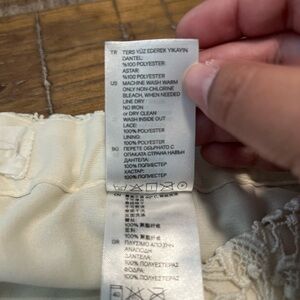 TR TERS YÜZ EDEREK YIKAYIN
DANTEL:
%100 POLYESTER
ASTAR:
%100 POLYESTER
US MACHINE WASH WARM
ONLY NON-CHLORINE
BLEACH, WHEN NEEDED
LINE DRY
NO IRON
or DRY CLEAN
WASH INSIDE OUT
LACE:
100% POLYESTER
LINING:
100% POLYESTER
BG ПЕРЕТЕ ОБЪРНАТО С
ОПАКАТА СТРАНА НАВЪН
ДАНТЕЛА:
100% ПОЛИЕСТЕР
ХАСТАР:
100% ПОЛИЕСТЕР
100%
100%
GR ΠΛΥΣΙΜΟ ΑΠΟ ΤΗΝ
ΑΝΑΠΟΔΗ
ΔΑΝΤΕΛΑ:
100% ΠΟΛΥΕΣΤΕΡΑΣ
ΦΟΔΡΑ:
100% ΠΟΛΥΕΣΤΕΡΑΣ